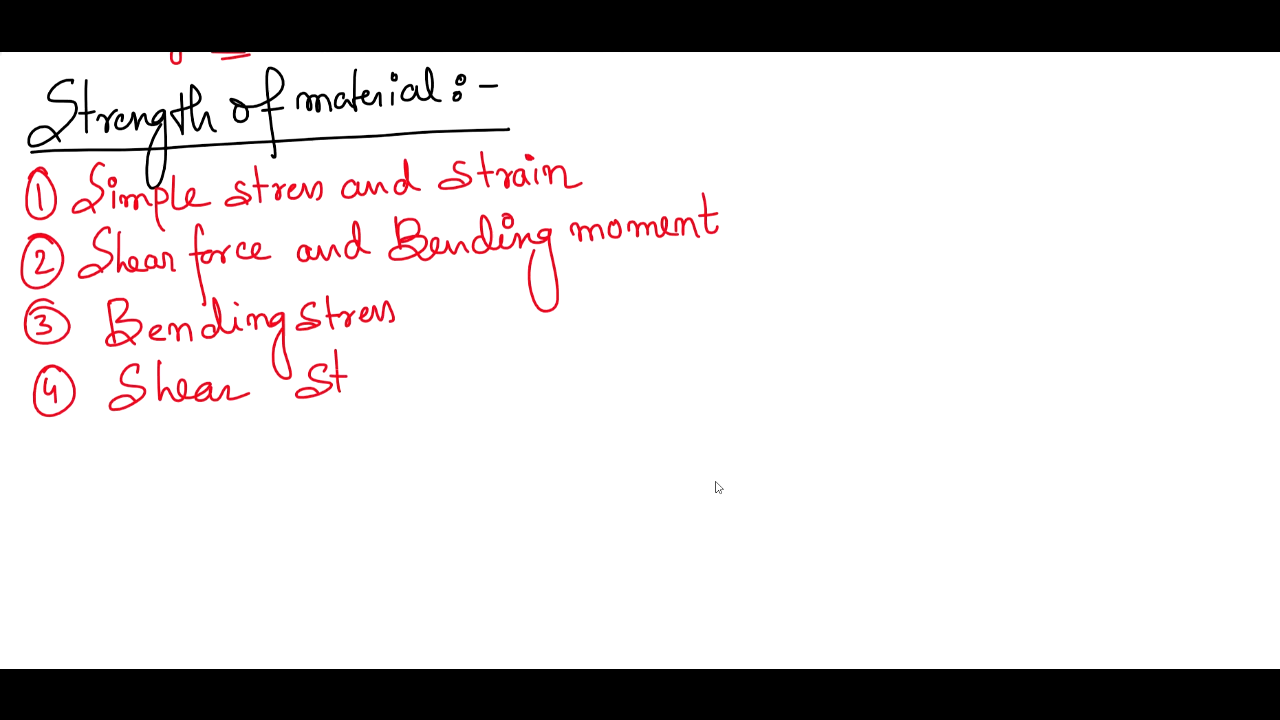 Strength of material :-
① Simple stress and strain
② Shear force and Bending moment
③ Bending stress
④ Shear st